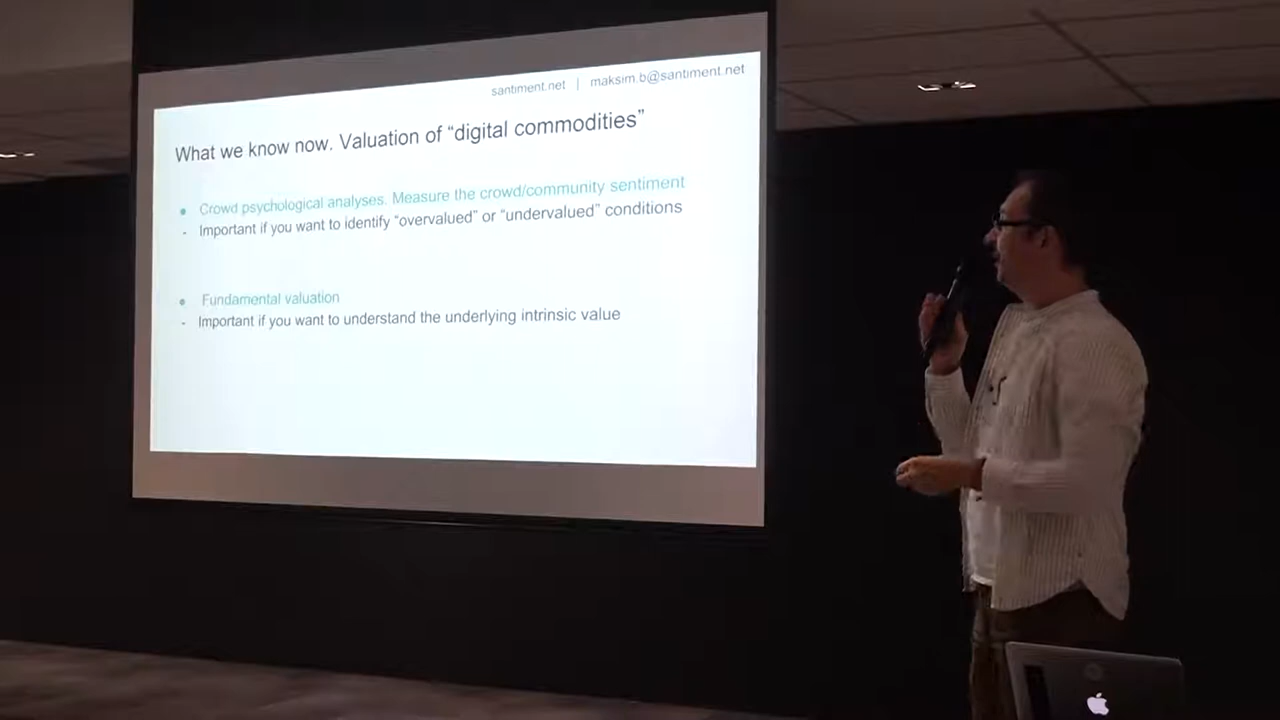 santiment.net | maksim.b@santiment.net
What we know now. Valuation of “digital commodities”
● Crowd psychological analyses. Measure the crowd/community sentiment
- Important if you want to identify “overvalued” or “undervalued” conditions
● Fundamental valuation
- Important if you want to understand the underlying intrinsic value